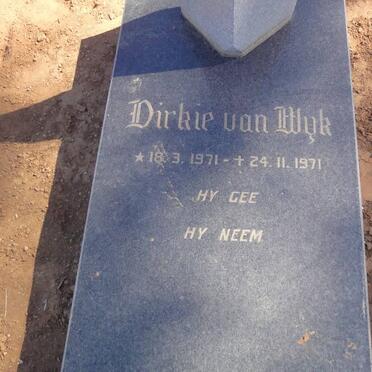 Dirkie van Wyk
★ 18.3.1971 - ✝ 24.11.1971
HY GEE
HY NEEM